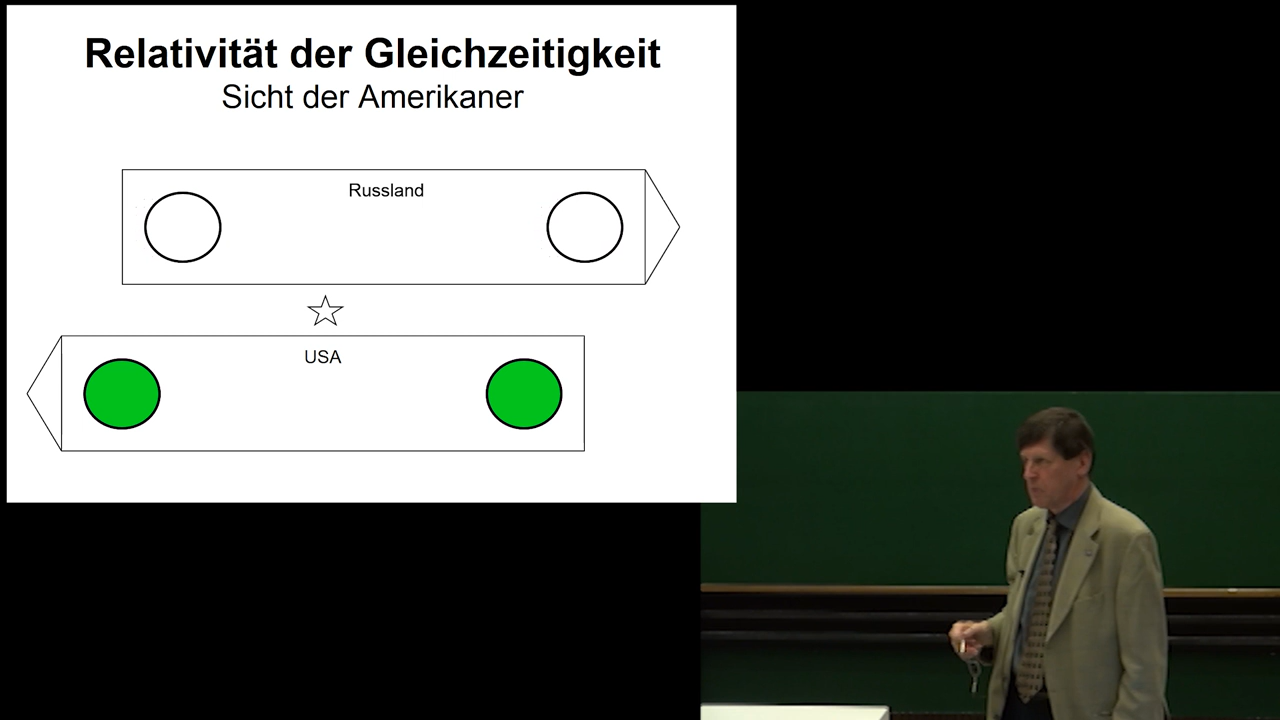 Relativität der Gleichzeitigkeit
Sicht der Amerikaner
Russland
USA